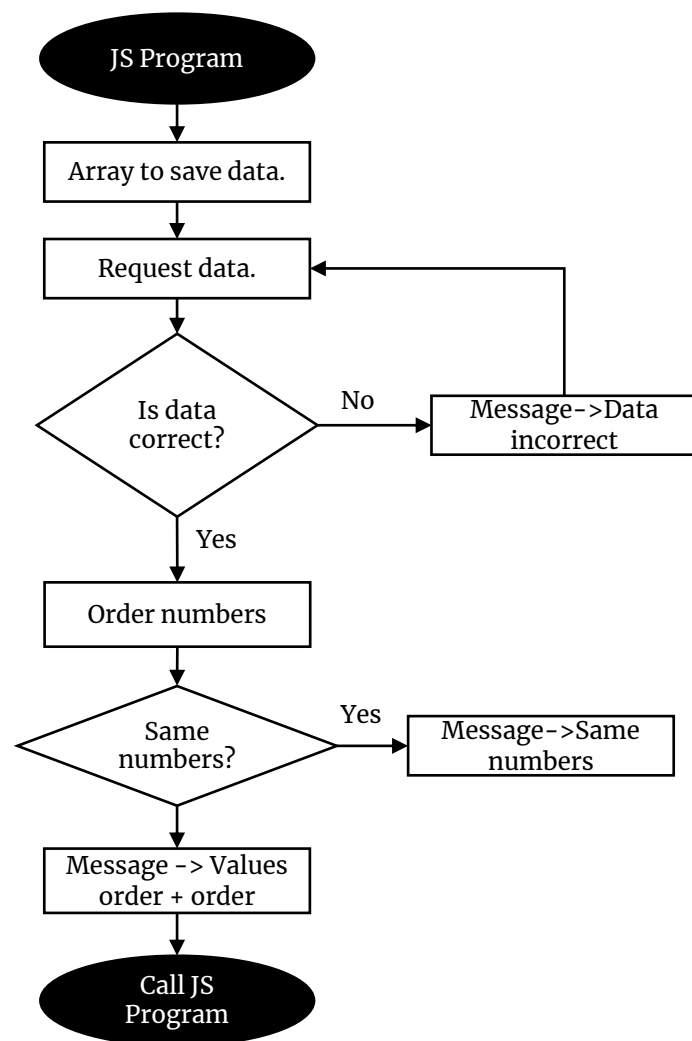 JS Program
Array to save data.
Request data.
Is data
correct?
No
Message->Data
incorrect
Yes
Order numbers
Same
numbers?
Yes
Message->Same
numbers
Message -> Values
order + order
Call JS
Program